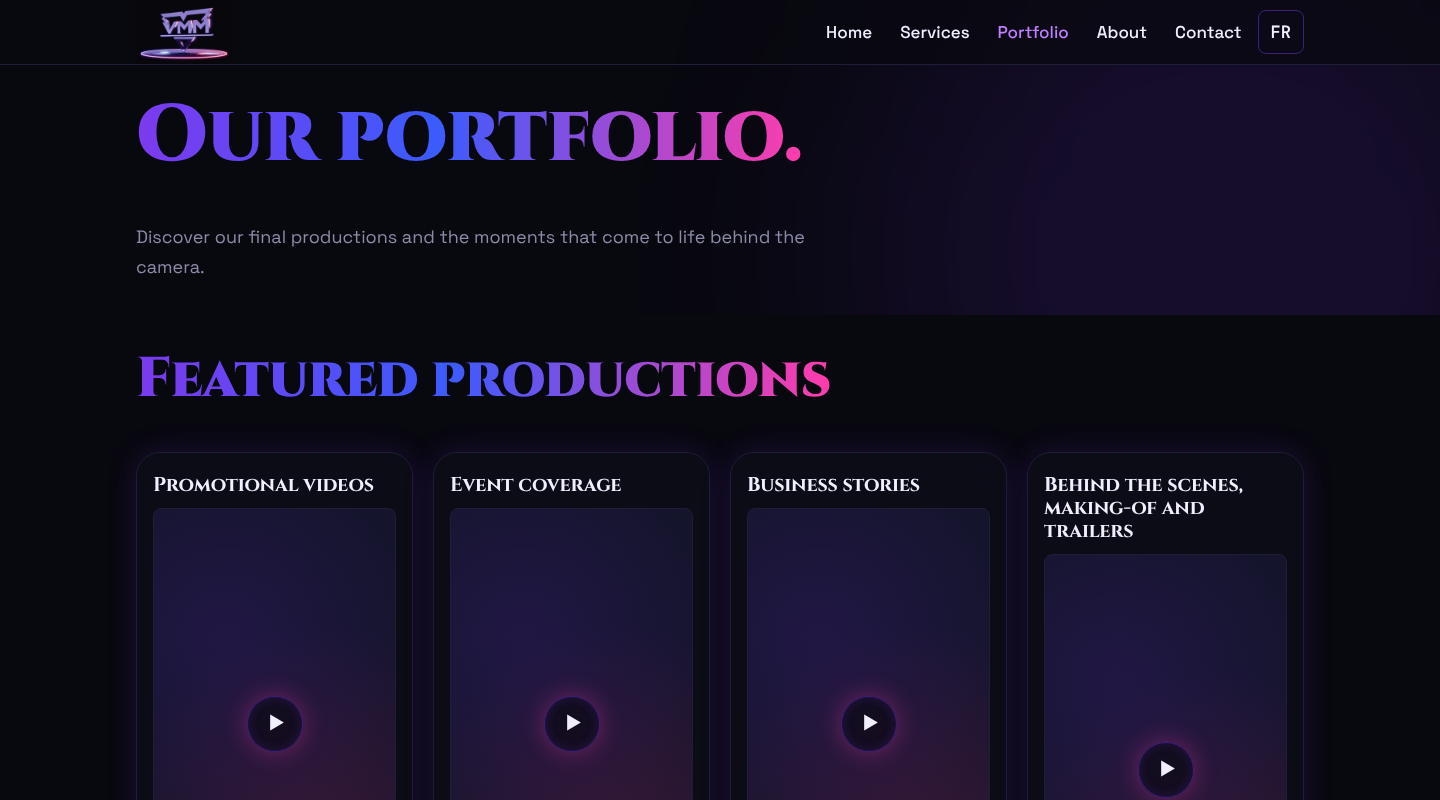 VMM
Home Services Portfolio About Contact FR
Our portfolio.
Discover our final productions and the moments that come to life behind the
camera.
Featured productions
Promotional videos
Event coverage
Business stories
Behind the scenes,
making-of and
trailers